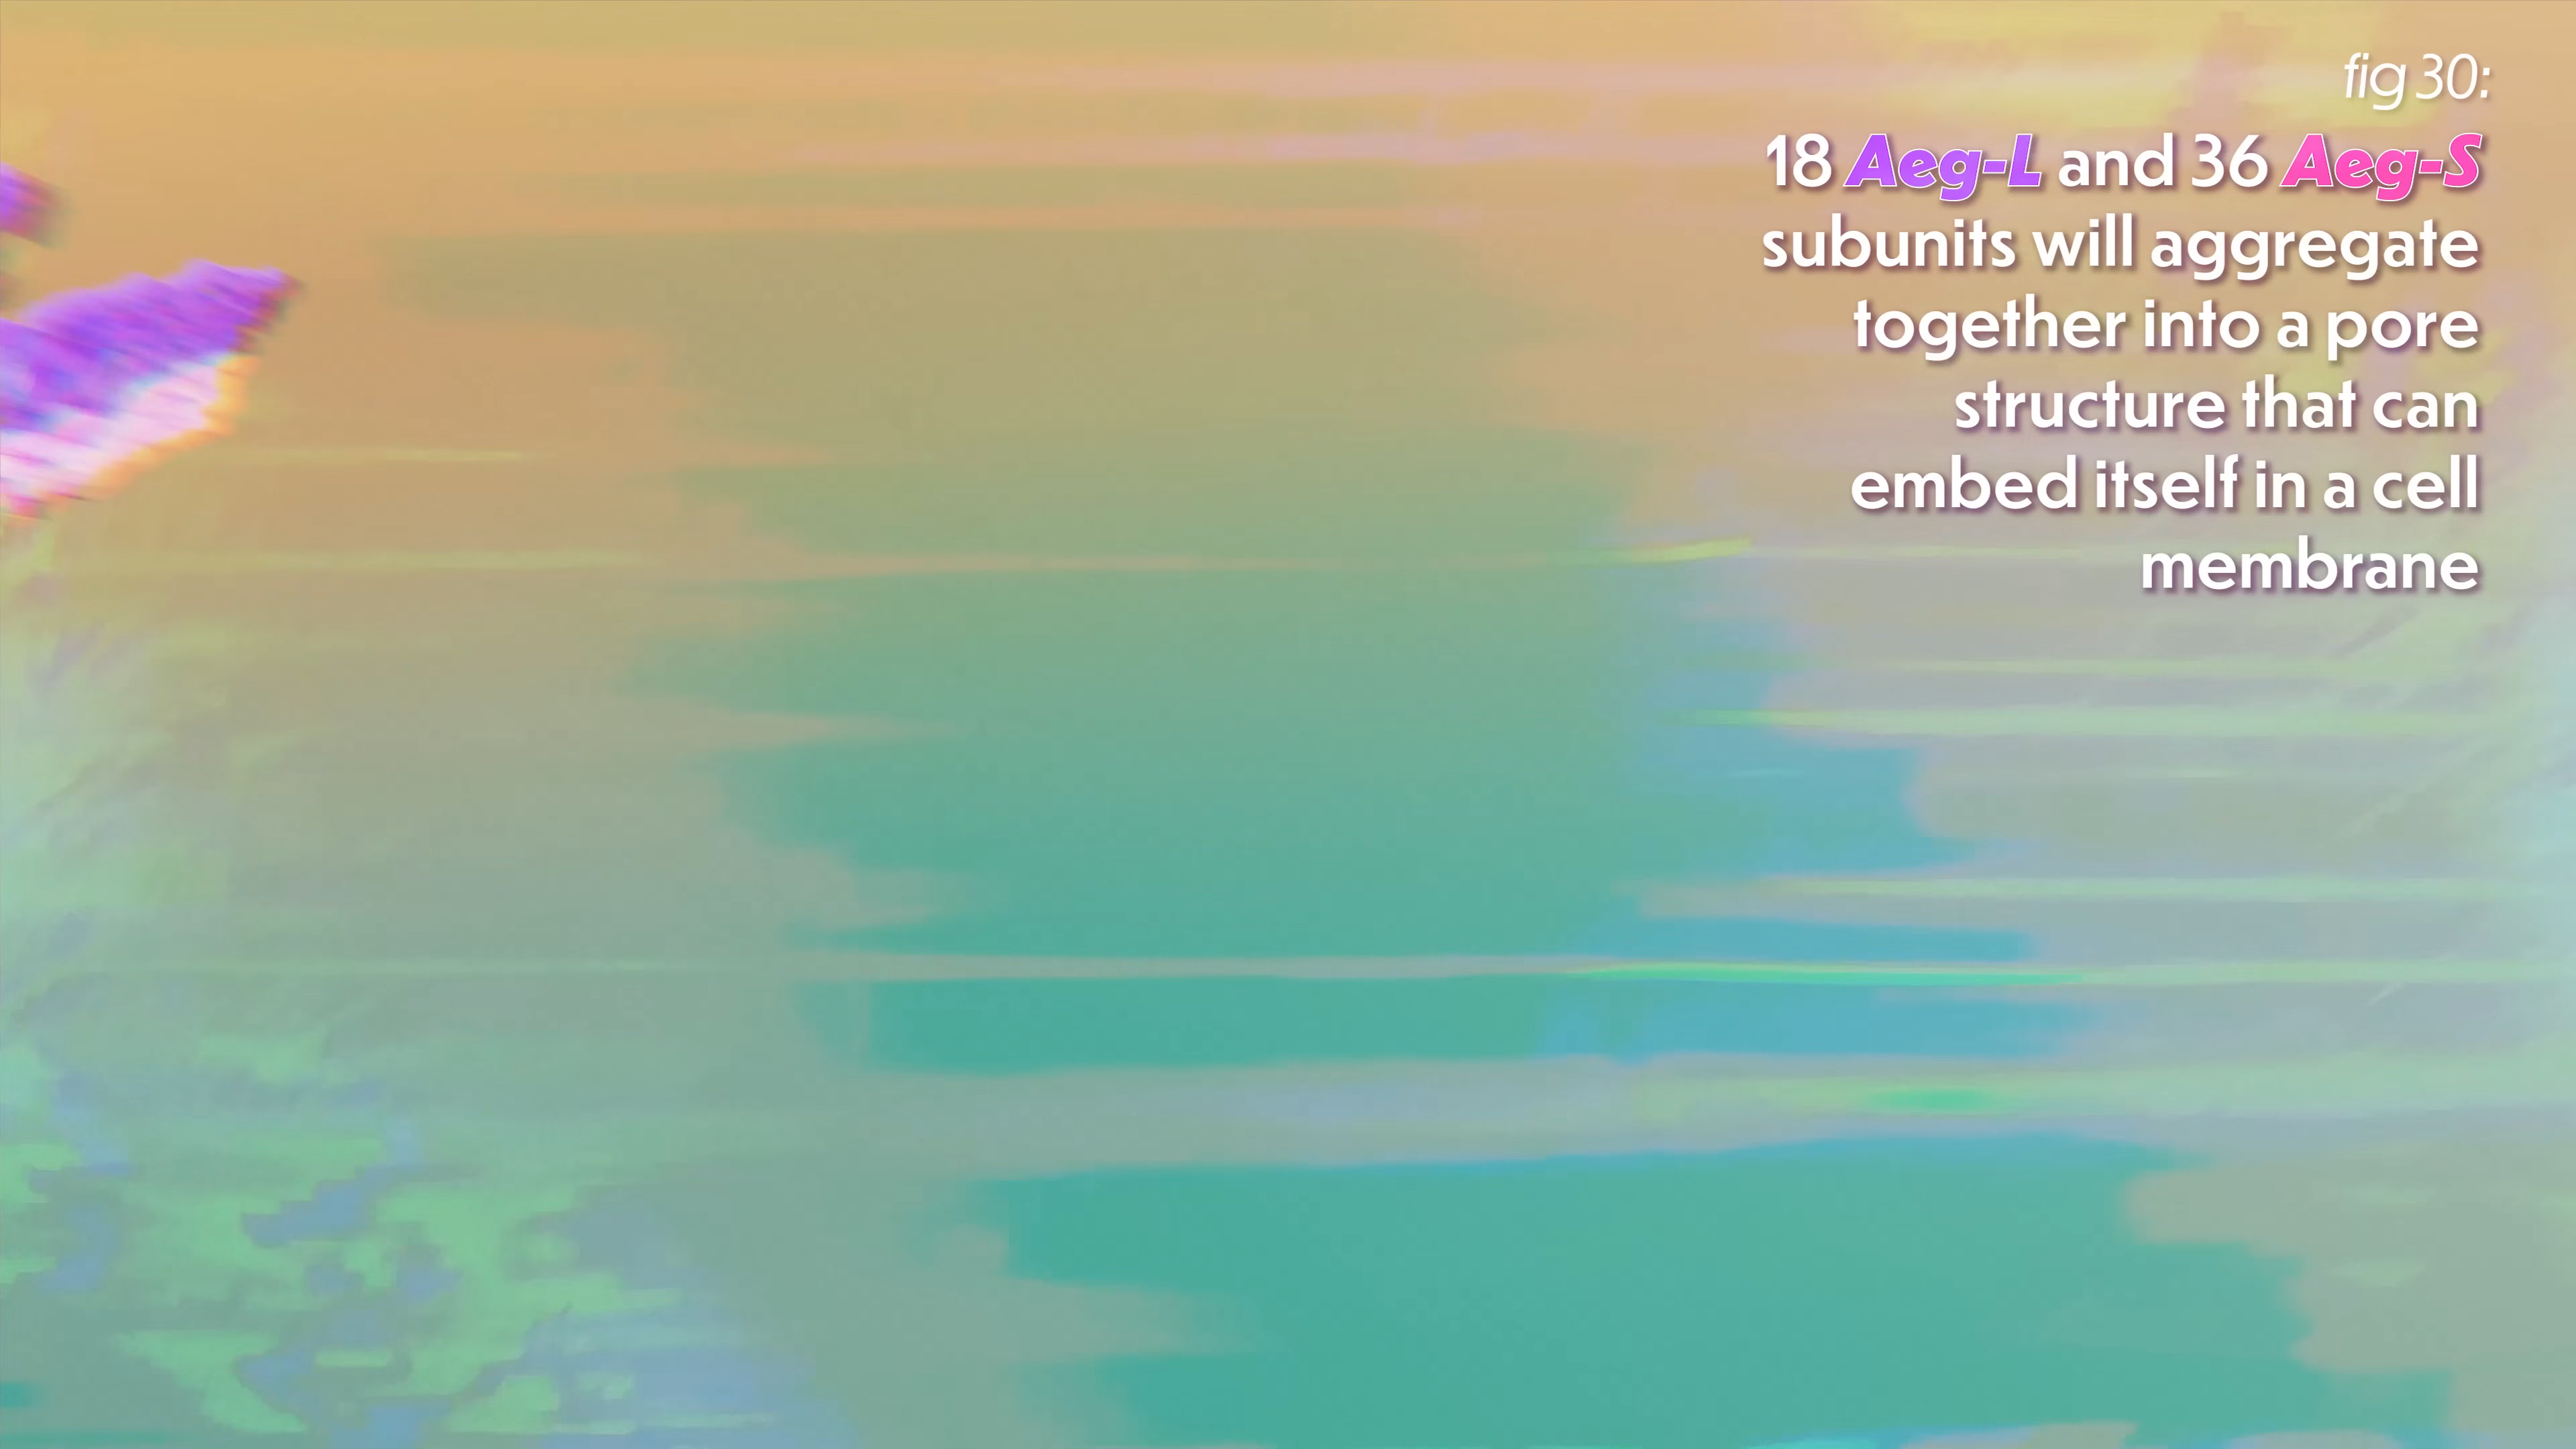 fig 30:
18 Aeg-L and 36 Aeg-S
subunits will aggregate
together into a pore
structure that can
embed itself in a cell
membrane